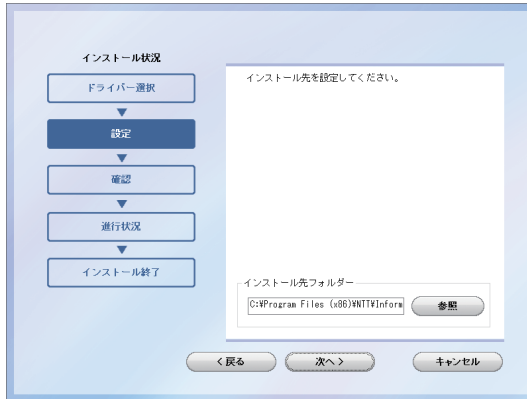 インストール状況
ドライバー選択
設定
確認
進行状況
インストール終了
インストール先を設定してください。
インストール先フォルダー
C:¥Program Files (x86)¥NTT¥Inform
参照
< 戻る
次へ >
キャンセル